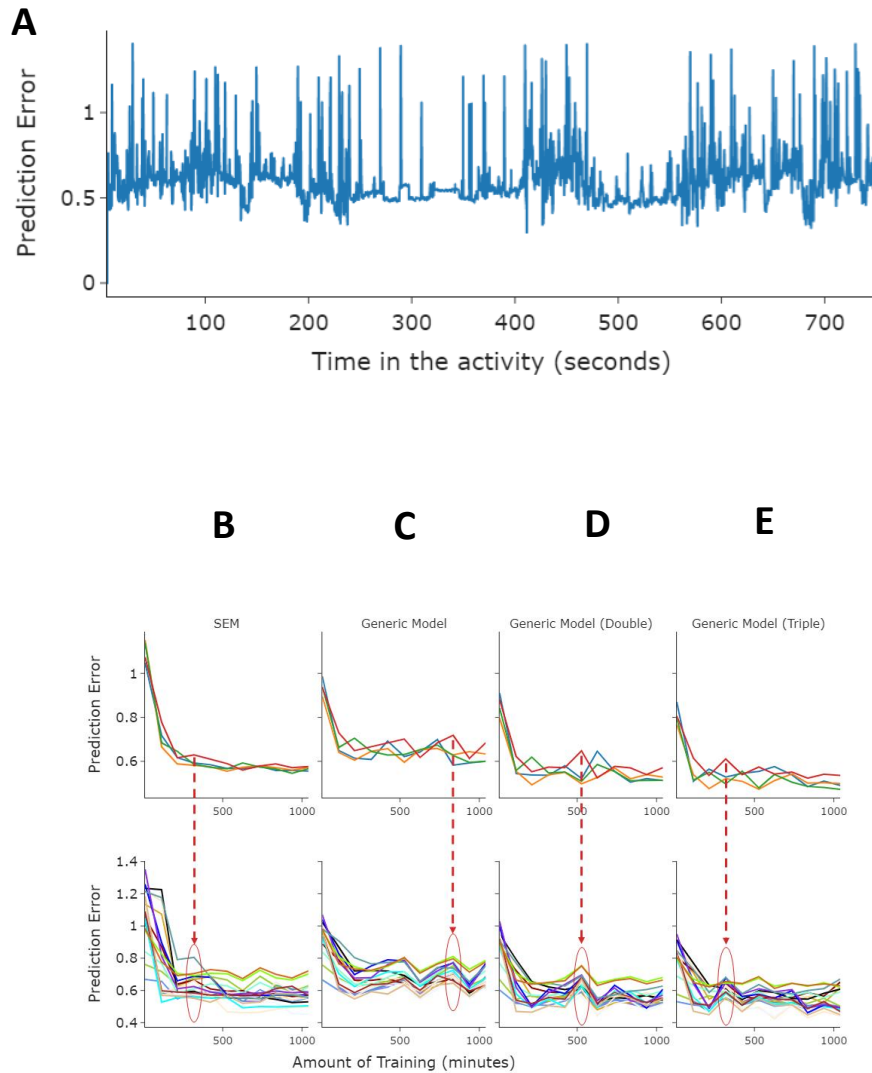 A
Prediction Error
1
0.5
0
100 200 300 400 500 600 700
Time in the activity (seconds)
B C D E
SEM Generic Model Generic Model (Double) Generic Model (Triple)
Prediction Error
1
0.8
0.6
500 1000 500 1000 500 1000 500 1000
Prediction Error
1.4
1.2
1.0
0.8
0.6
0.4
500 1000 500 1000 500 1000 500 1000
Amount of Training (minutes)